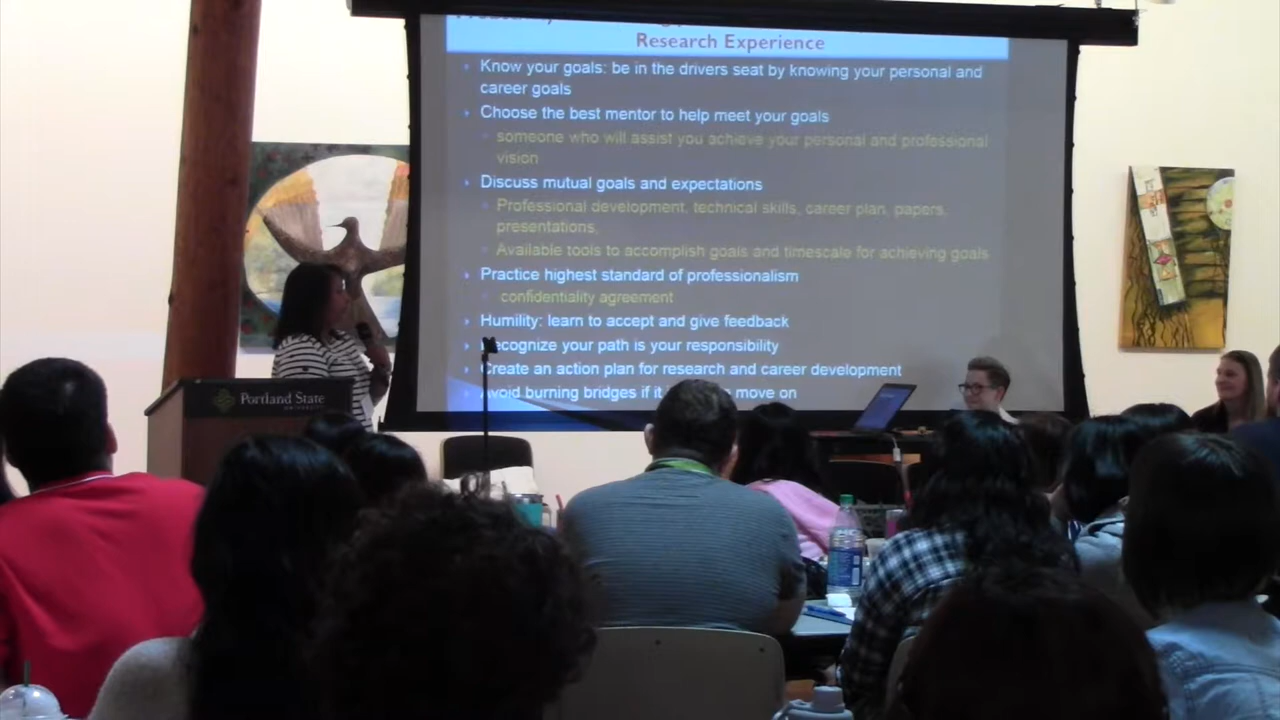 Research Experience
Know your goals: be in the drivers seat by knowing your personal and
career goals
Choose the best mentor to help meet your goals
someone who will assist you achieve your personal and professional
vision
Discuss mutual goals and expectations
Professional development, technical skills, career plan, papers,
presentations,
Available tools to accomplish goals and timescale for achieving goals
Practice highest standard of professionalism
confidentiality agreement
Humility: learn to accept and give feedback
ecognize your path is your responsibility
Create an action plan for research and career development
Avoid burning bridges if it move on
Portland State
UNIVERSITY